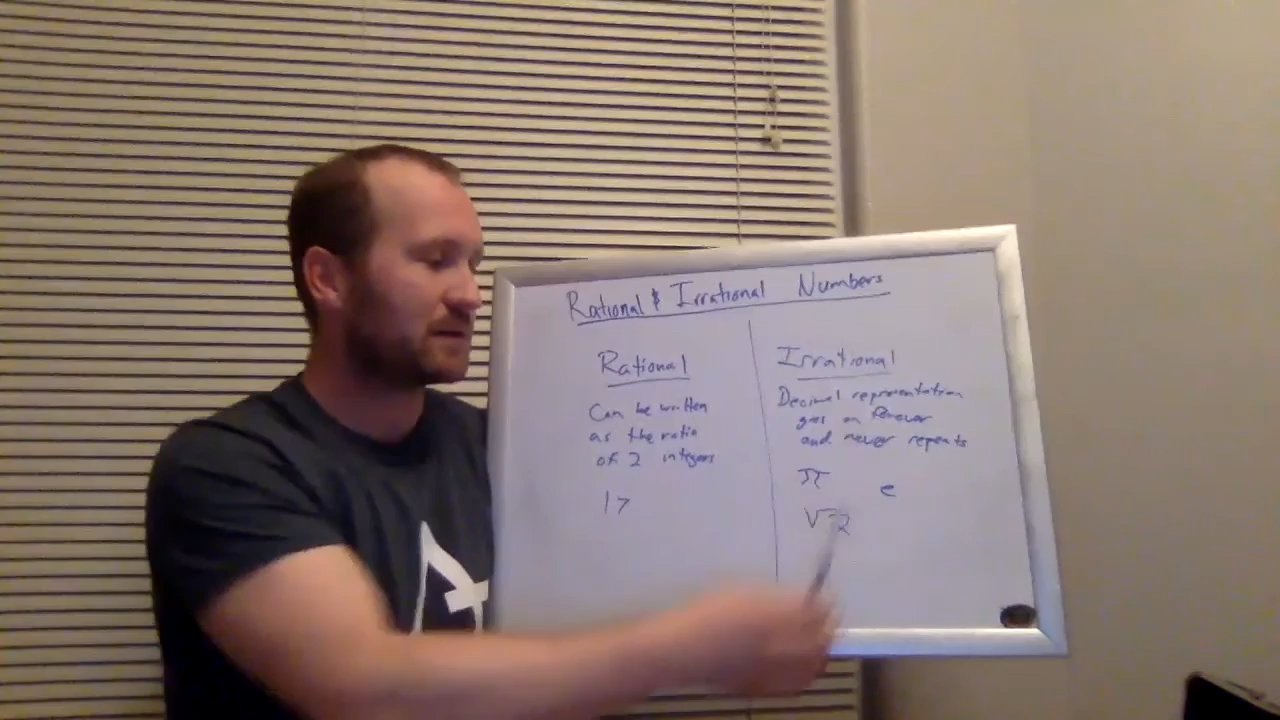 Rational & Irrational Numbers
Rational
Can be written
as the ratio
of 2 integers
17
Irrational
Decimal representation
goes on forever
and never repeats
π e
√2